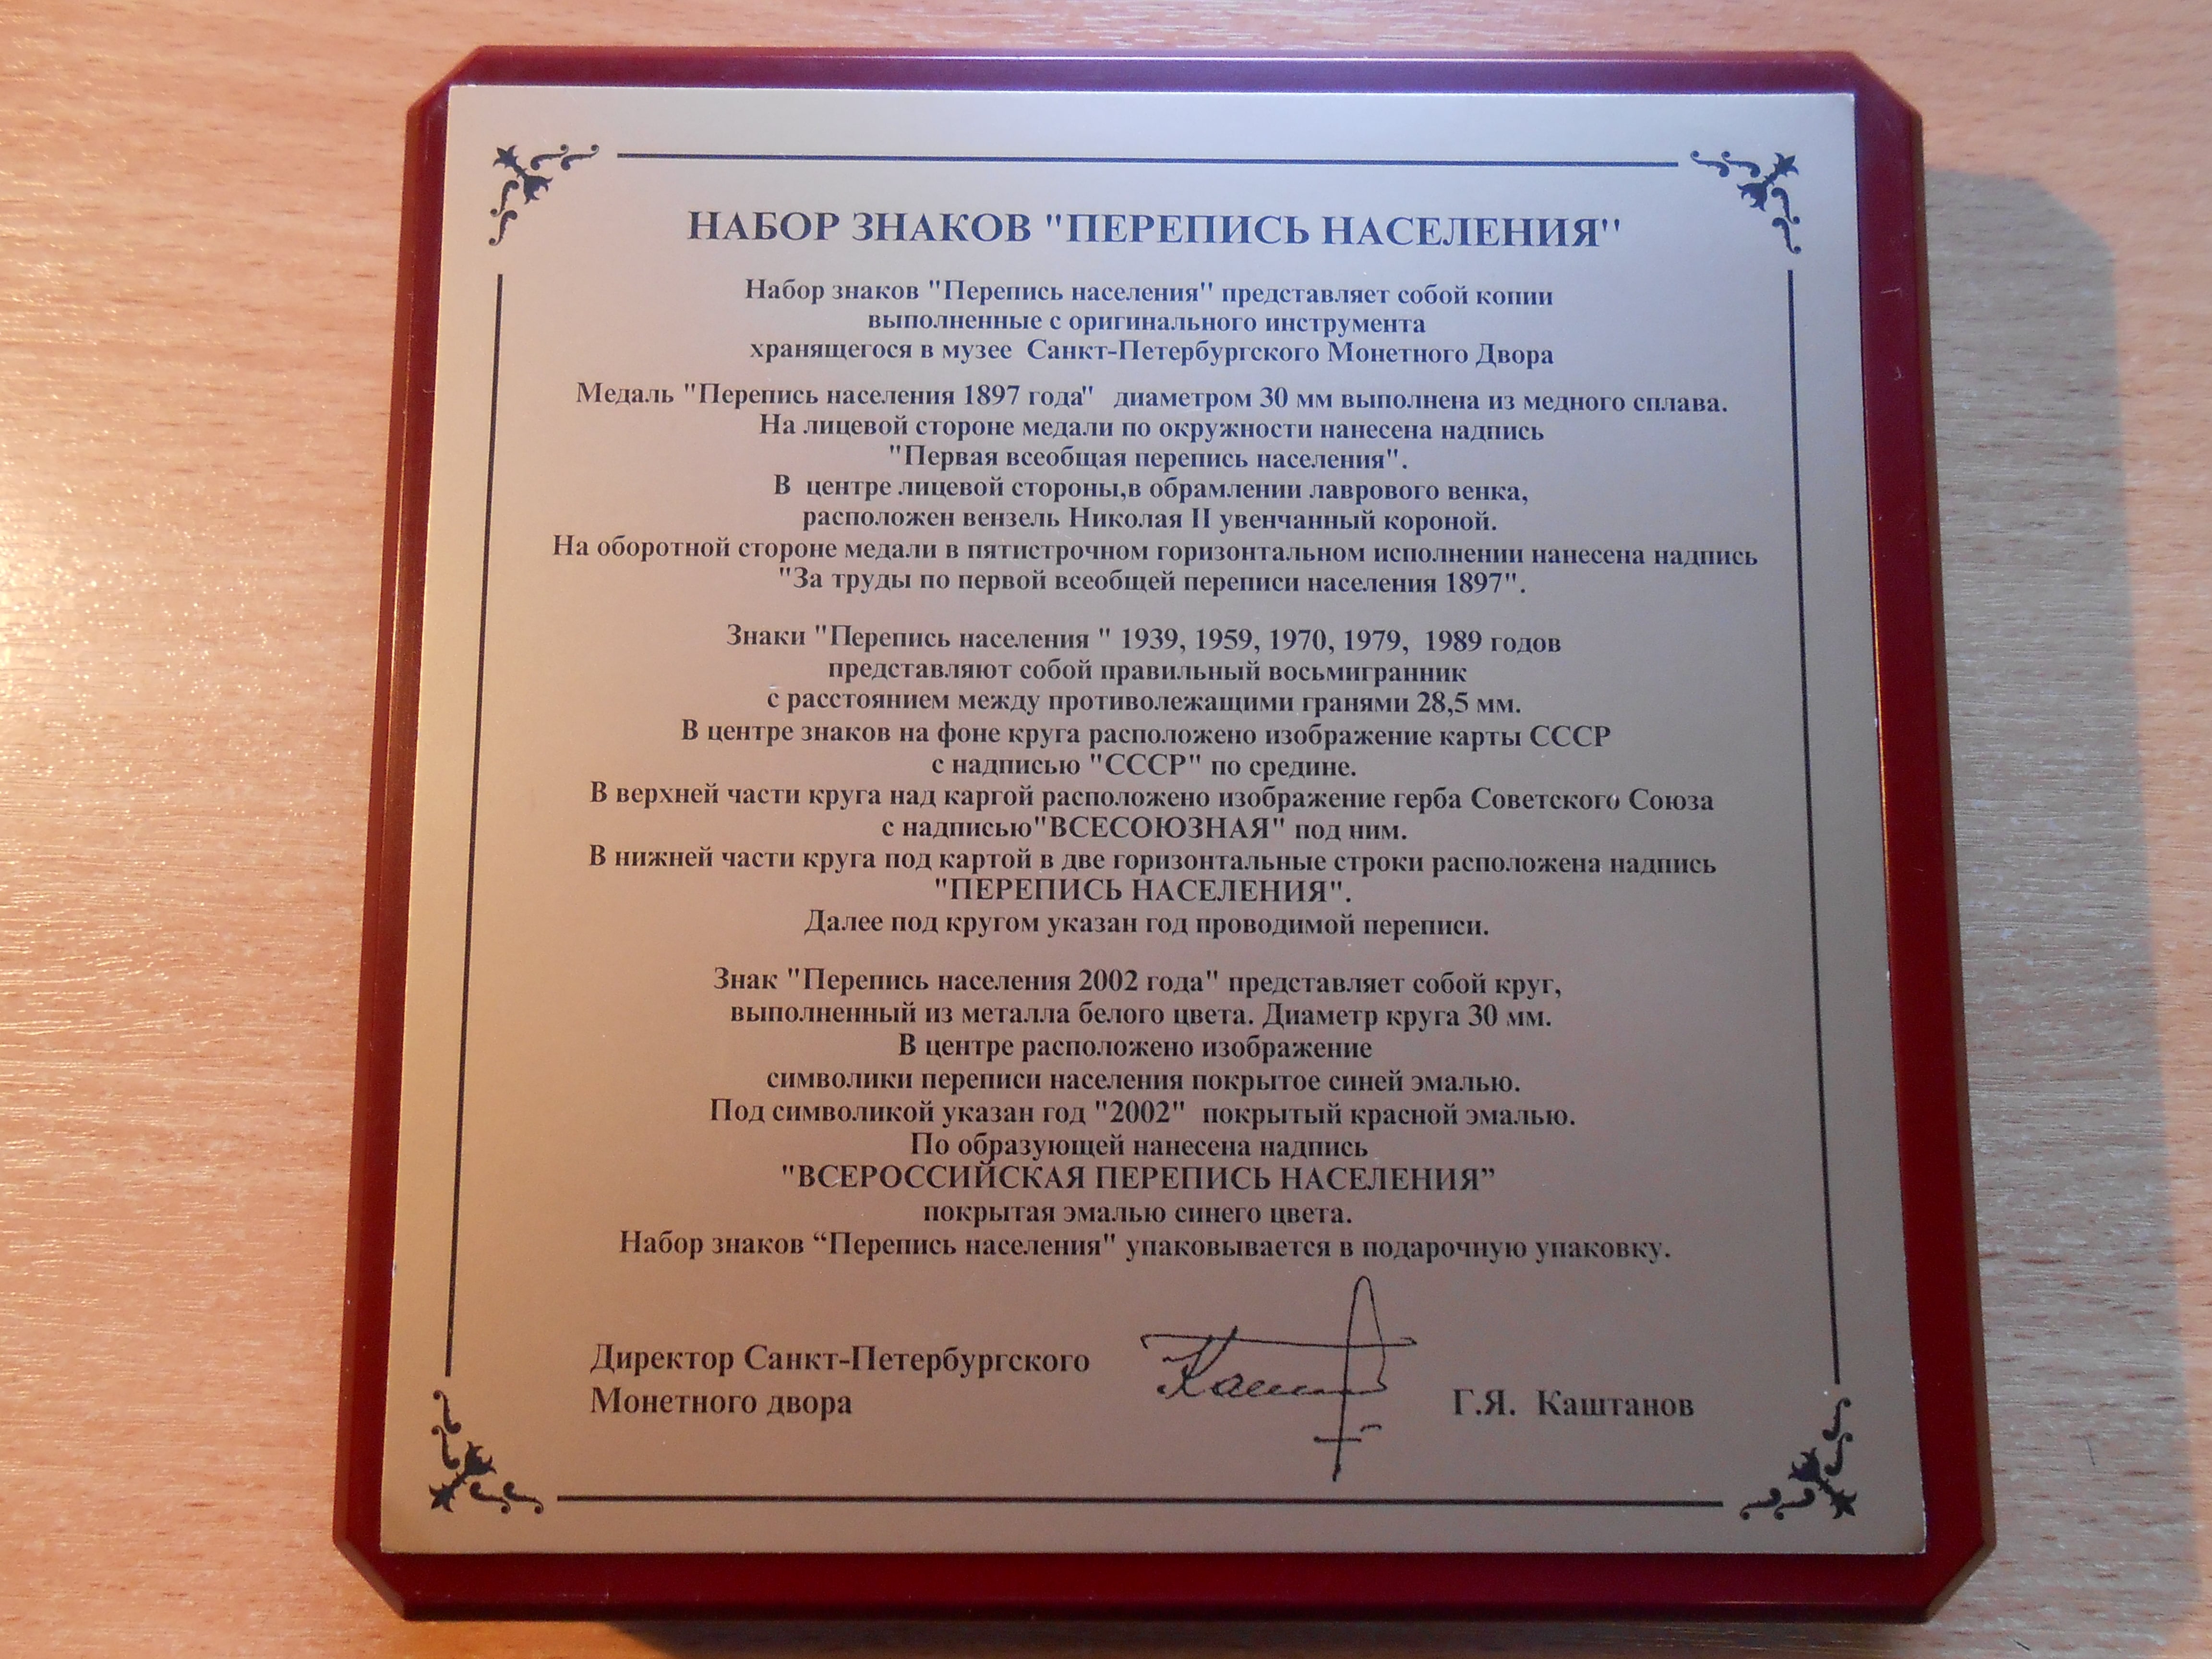 НАБОР ЗНАКОВ "ПЕРЕПИСЬ НАСЕЛЕНИЯ"
Набор знаков "Перепись населения" представляет собой копии
выполненные с оригинального инструмента
хранящегося в музее Санкт-Петербургского Монетного Двора
Медаль "Перепись населения 1897 года" диаметром 30 мм выполнена из медного сплава.
На лицевой стороне медали по окружности нанесена надпись
"Первая всеобщая перепись населения".
В центре лицевой стороны,в обрамлении лаврового венка,
расположен вензель Николая II увенчанный короной.
На оборотной стороне медали в пятистрочном горизонтальном исполнении нанесена надпись
"За труды по первой всеобщей переписи населения 1897".
Знаки "Перепись населения " 1939, 1959, 1970, 1979, 1989 годов
представляют собой правильный восьмигранник
с расстоянием между противолежащими гранями 28,5 мм.
В центре знаков на фоне круга расположено изображение карты СССР
с надписью "СССР" по средине.
В верхней части круга над каргой расположено изображение герба Советского Союза
с надписью"ВСЕСОЮЗНАЯ" под ним.
В нижней части круга под картой в две горизонтальные строки расположена надпись
"ПЕРЕПИСЬ НАСЕЛЕНИЯ".
Далее под кругом указан год проводимой переписи.
Знак "Перепись населения 2002 года" представляет собой круг,
выполненный из металла белого цвета. Диаметр круга 30 мм.
В центре расположено изображение
символики переписи населения покрытое синей эмалью.
Под символикой указан год "2002" покрытый красной эмалью.
По образующей нанесена надпись
"ВСЕРОССИЙСКАЯ ПЕРЕПИСЬ НАСЕЛЕНИЯ”
покрытая эмалью синего цвета.
Набор знаков “Перепись населения" упаковывается в подарочную упаковку.
Директор Санкт-Петербургского
Монетного двора
Г.Я. Каштанов